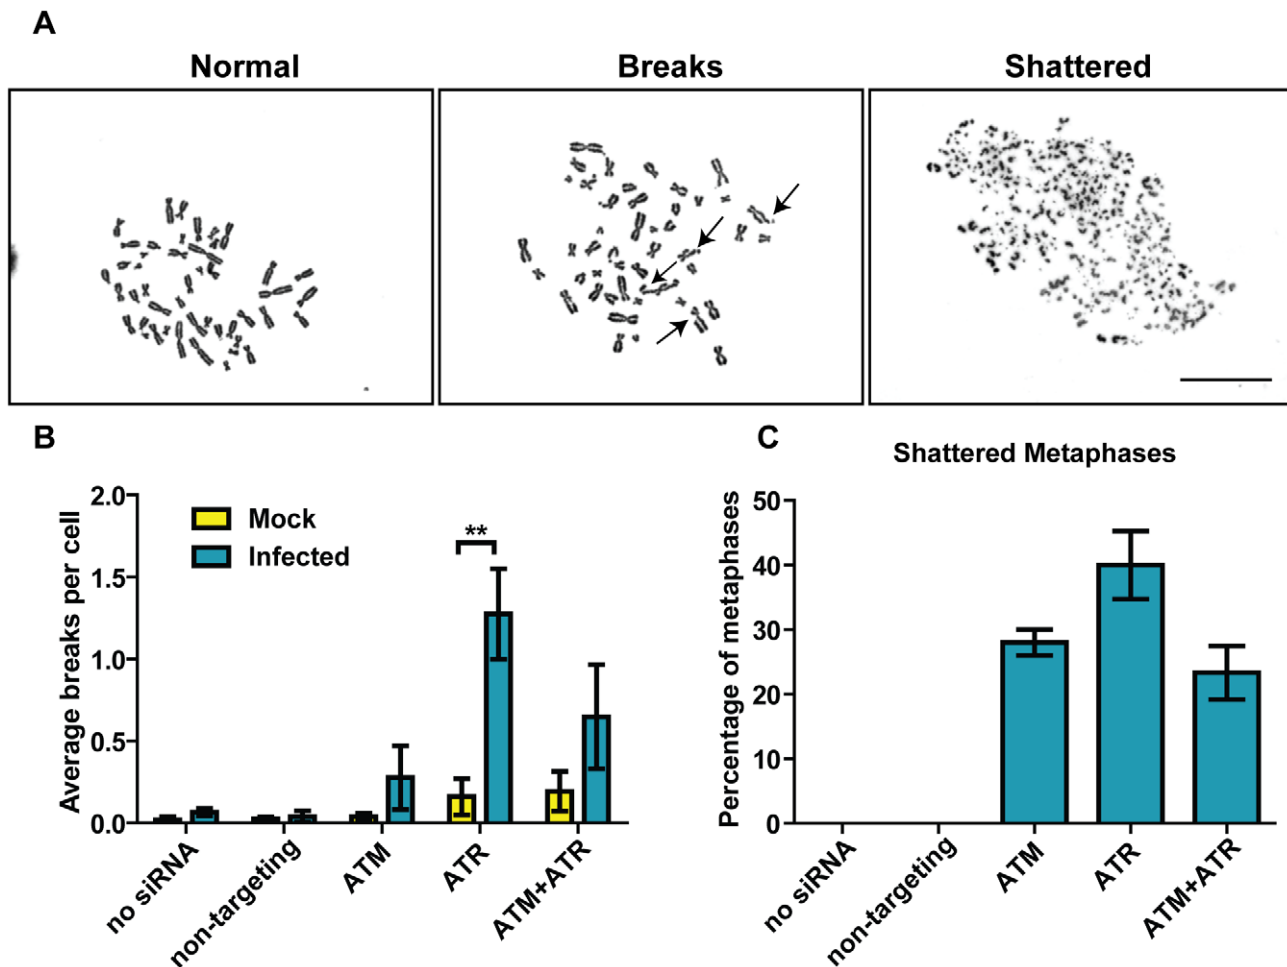 A
Normal
Breaks
Shattered
B
Average breaks per cell
2.0
1.5
1.0
0.5
0.0
Mock
Infected
**
no siRNA
non-targeting
ATM
ATR
ATM+ATR
C
Shattered Metaphases
Percentage of metaphases
50
40
30
20
10
0
no siRNA
non-targeting
ATM
ATR
ATM+ATR